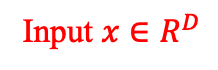 Input x ∈ R^D